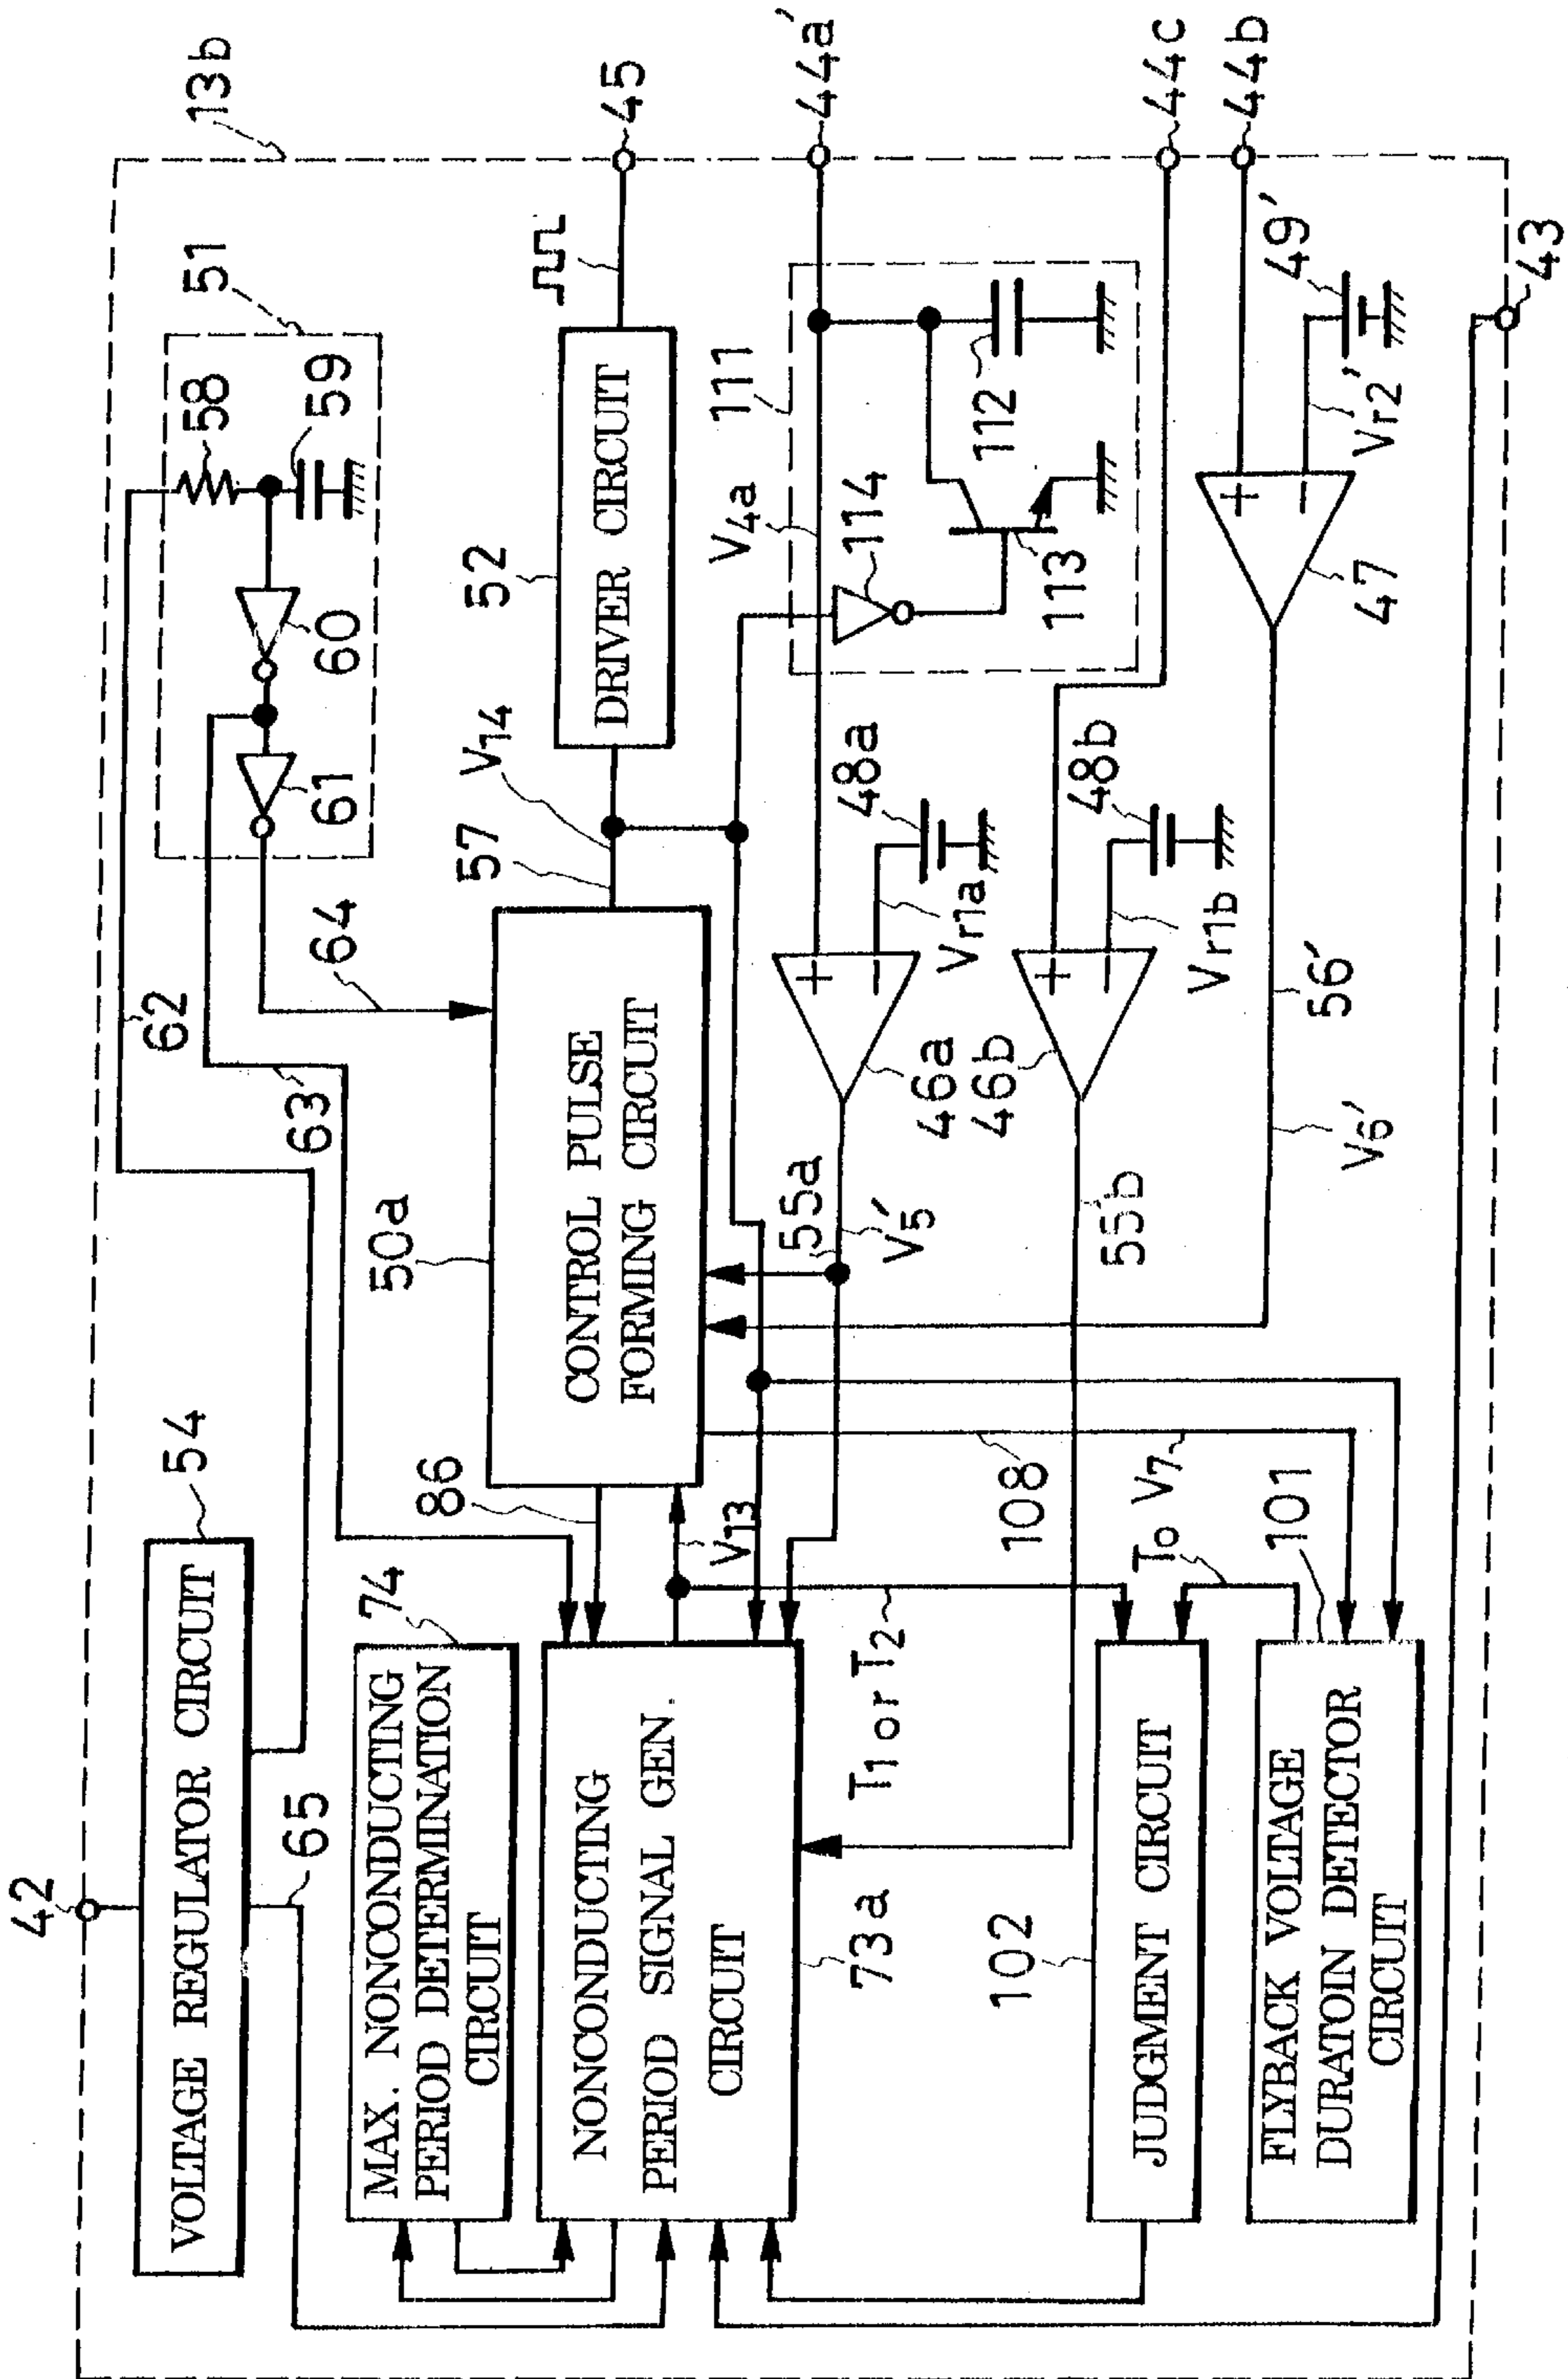 13b
42
VOLTAGE REGULATOR CIRCUIT
54
65
62
63
64
51
58
59
60
61
MAX. NONCONDUCTING
PERIOD DETERMINATION
CIRCUIT
74
NONCONDUCTING
PERIOD SIGNAL GEN.
CIRCUIT
73a
86
V13
CONTROL PULSE
FORMING CIRCUIT
50a
57
V14
DRIVER CIRCUIT
52
45
44a'
44c
44b
43
111
112
113
114
V4a
48a
Vr1a
46a
55a
V5'
48b
Vr1b
46b
55b
49'
Vr2'
47
56'
V6'
108
V7
To
T1 or T2
JUDGMENT CIRCUIT
102
FLYBACK VOLTAGE
DURATOIN DETECTOR
CIRCUIT
101
+
−
+
−
+
−